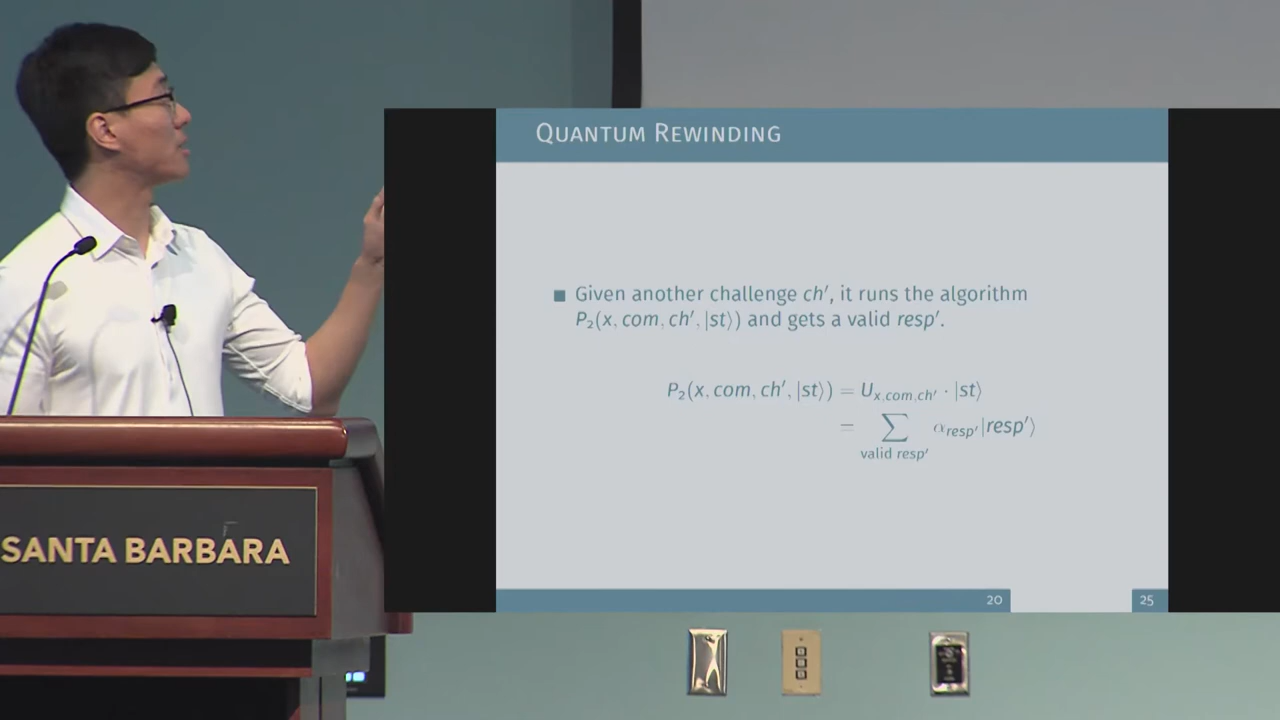 QUANTUM REWINDING
■ Given another challenge ch′, it runs the algorithm
P₂(x, com, ch′, |st⟩) and gets a valid resp′.
P₂(x, com, ch′, |st⟩) = U_{x,com,ch′} · |st⟩
= ∑_{valid resp′} α_{resp′}|resp′⟩
20
25
SANTA BARBARA